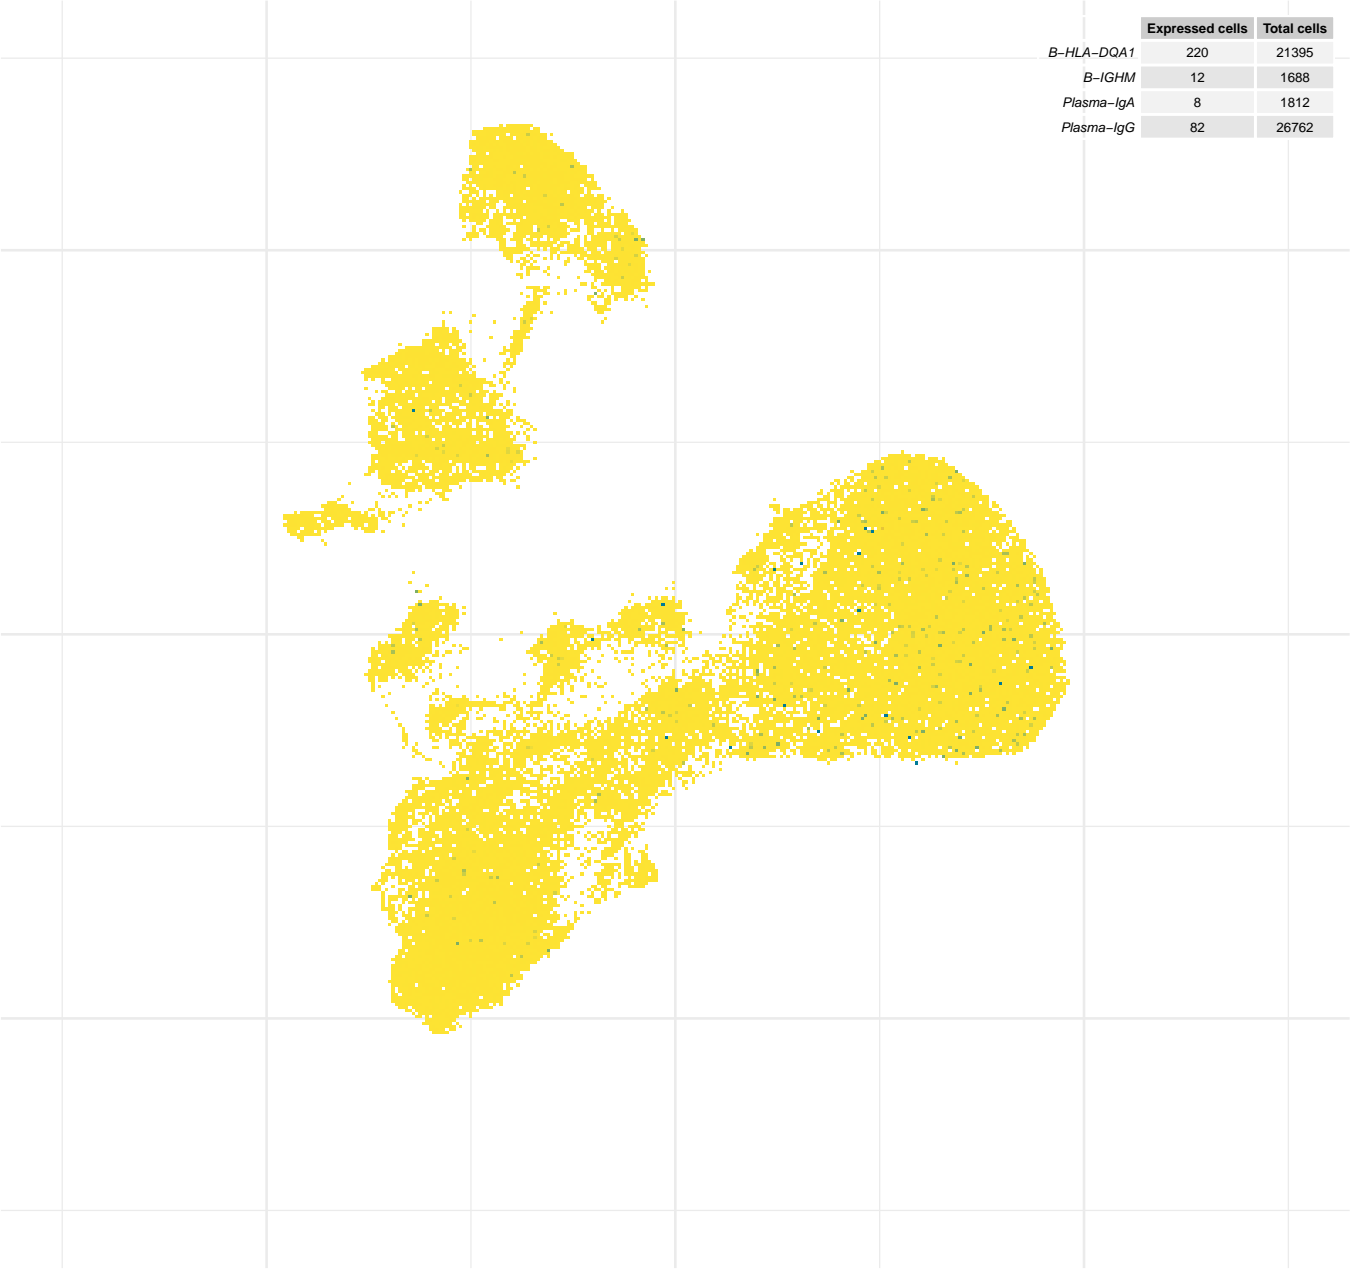 Expressed cells Total cells
B−HLA−DQA1 220 21395
B−IGHM 12 1688
Plasma−IgA 8 1812
Plasma−IgG 82 26762